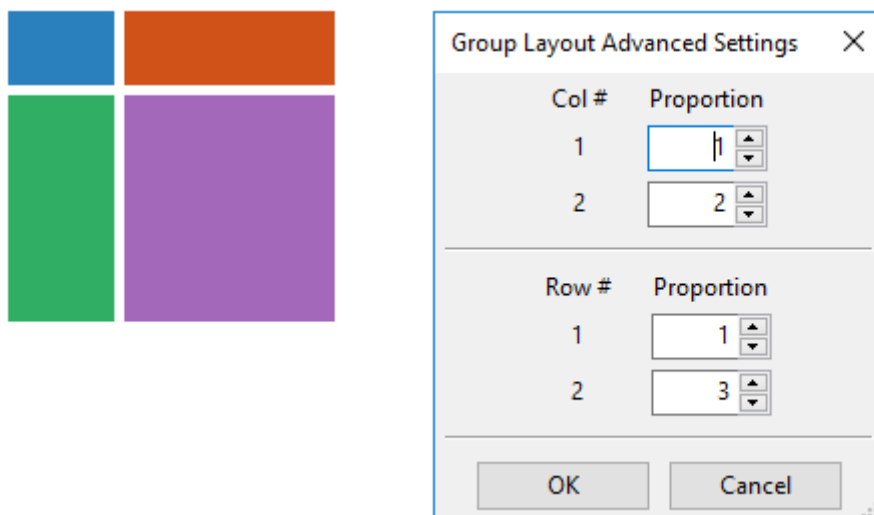 Group Layout Advanced Settings
Col # Proportion
1 1
2 2
Row # Proportion
1 1
2 3
OK Cancel